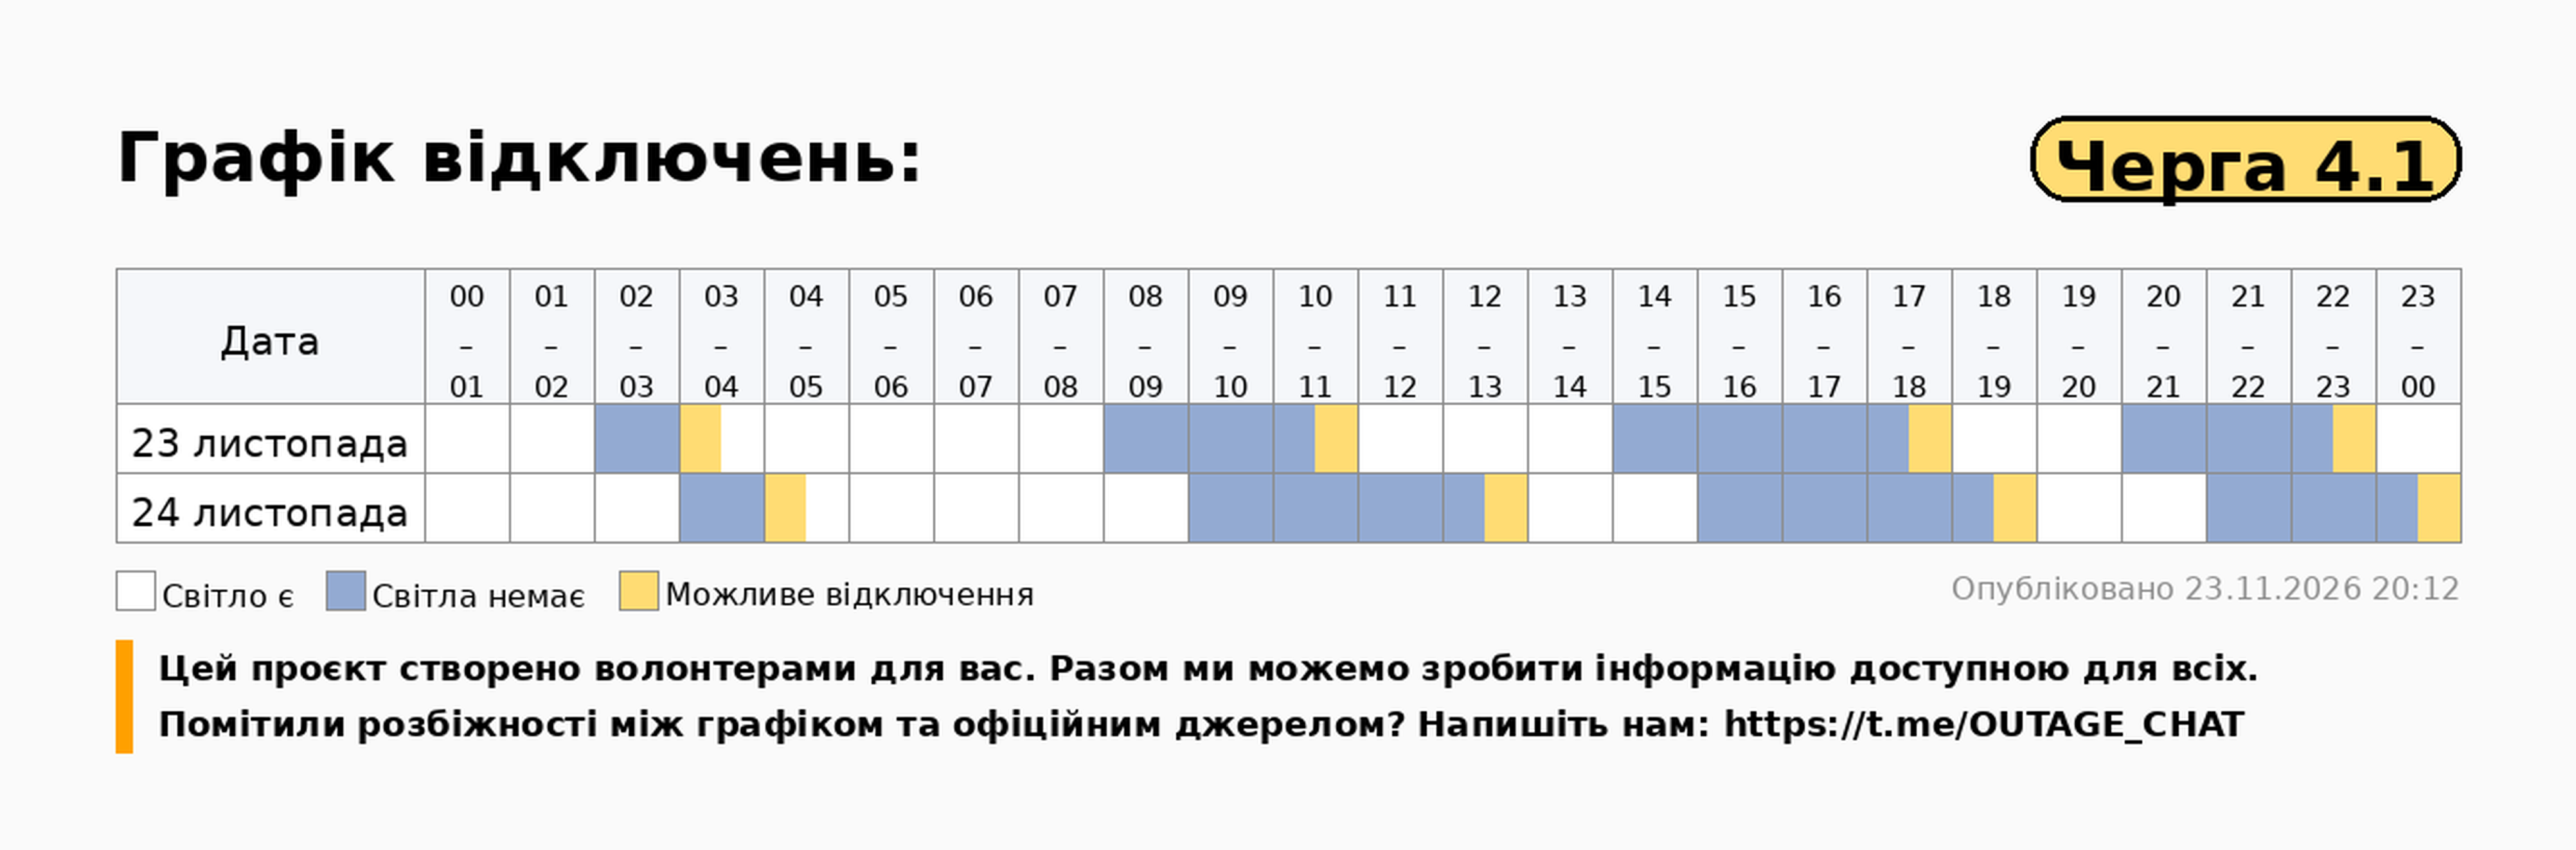 Графік відключень:
Черга 4.1
Дата
00 – 01
01 – 02
02 – 03
03 – 04
04 – 05
05 – 06
06 – 07
07 – 08
08 – 09
09 – 10
10 – 11
11 – 12
12 – 13
13 – 14
14 – 15
15 – 16
16 – 17
17 – 18
18 – 19
19 – 20
20 – 21
21 – 22
22 – 23
23 – 00
23 листопада
24 листопада
Світло є
Світла немає
Можливе відключення
Опубліковано 23.11.2026 20:12
Цей проєкт створено волонтерами для вас. Разом ми можемо зробити інформацію доступною для всіх.
Помітили розбіжності між графіком та офіційним джерелом? Напишіть нам: https://t.me/OUTAGE_CHAT